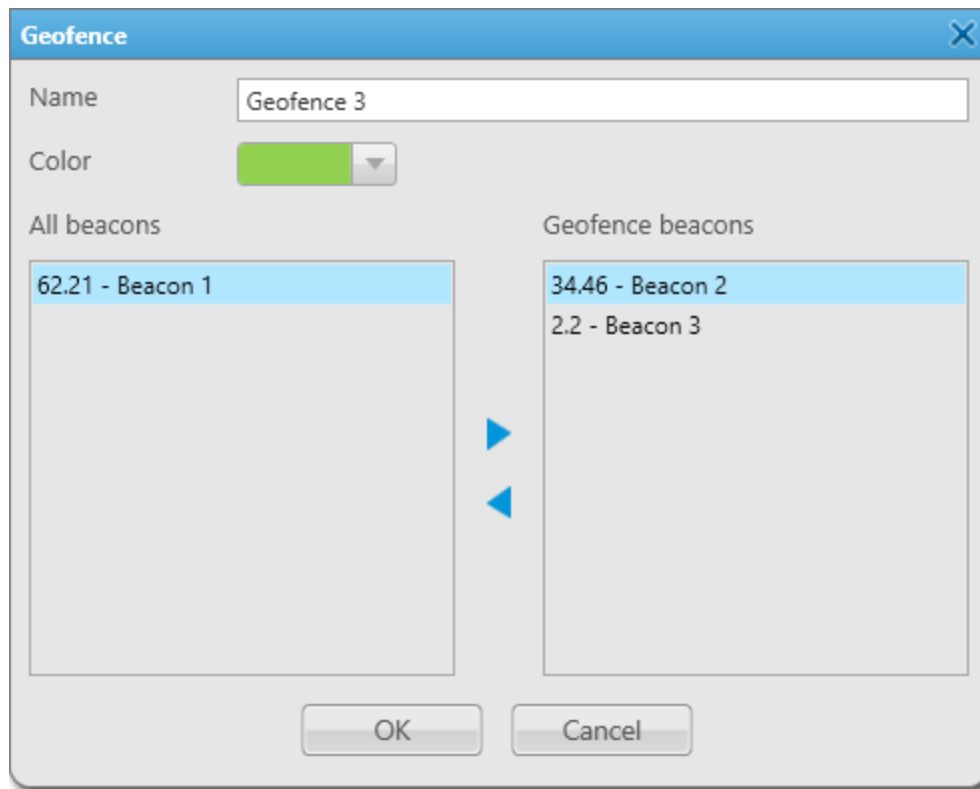 Geofence
Name
Geofence 3
Color
All beacons
Geofence beacons
62.21 - Beacon 1
34.46 - Beacon 2
2.2 - Beacon 3
OK
Cancel